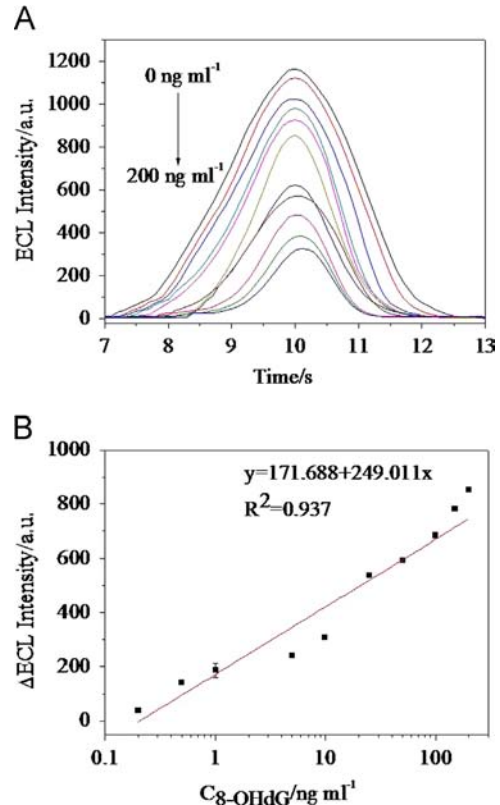 A
1200
1000
800
600
400
200
0
ECL Intensity/a.u.
0 ng ml⁻¹
200 ng ml⁻¹
7 8 9 10 11 12 13
Time/s
B
1000
800
600
400
200
0
ΔECL Intensity/a.u.
y=171.688+249.011x
R²=0.937
0.1 1 10 100
C8-OHdG/ng ml⁻¹